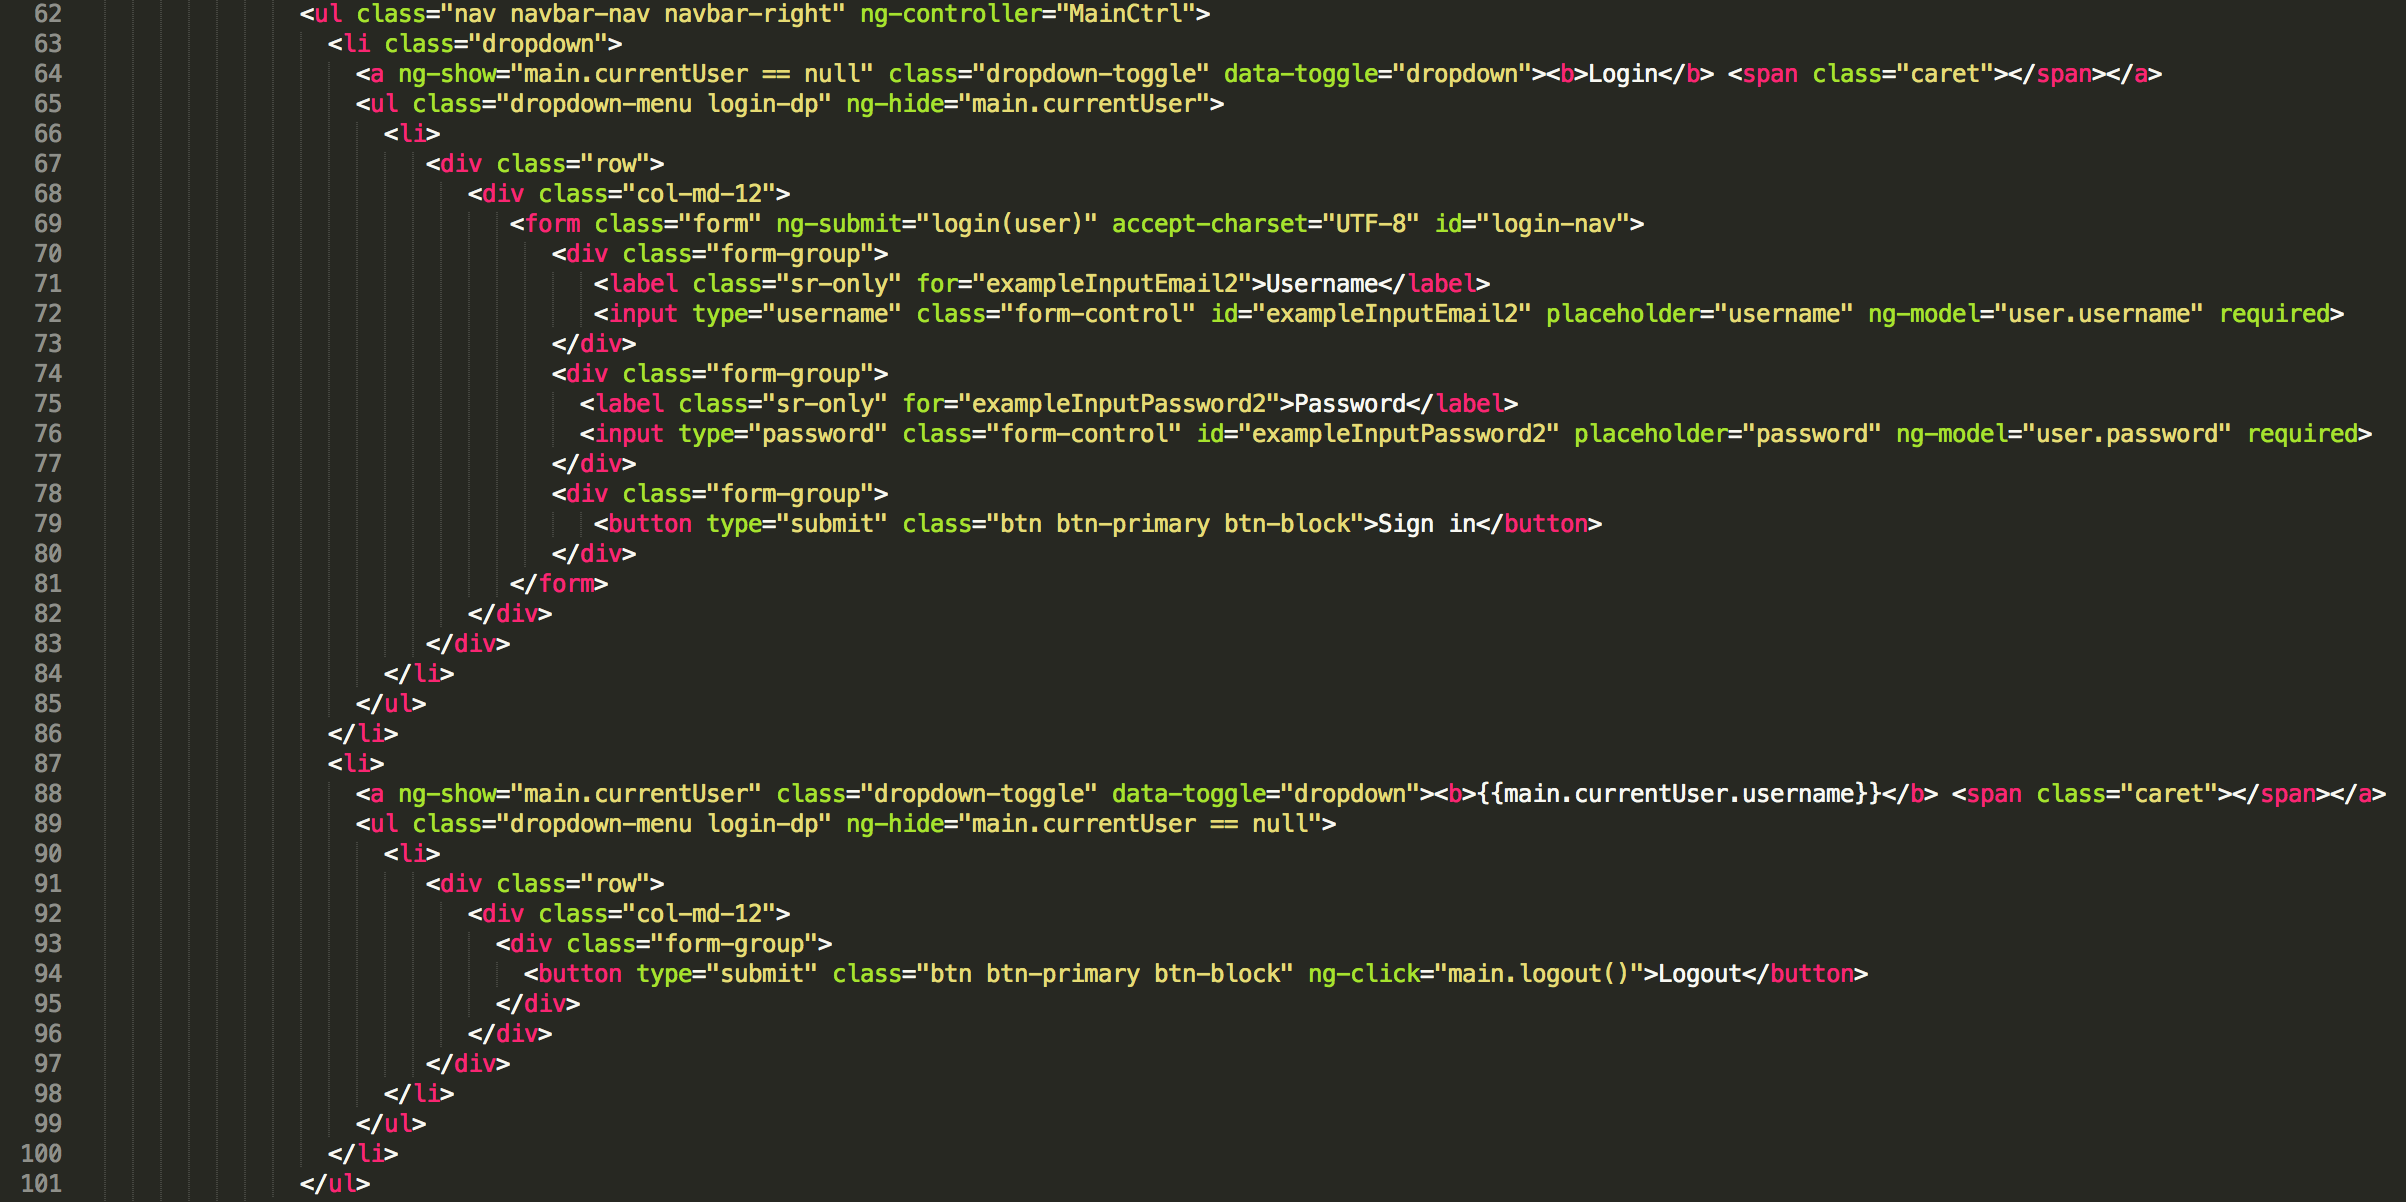 62 <ul class="nav navbar-nav navbar-right" ng-controller="MainCtrl">
63 <li class="dropdown">
64 <a ng-show="main.currentUser == null" class="dropdown-toggle" data-toggle="dropdown"><b>Login</b> <span class="caret"></span></a>
65 <ul class="dropdown-menu login-dp" ng-hide="main.currentUser">
66 <li>
67 <div class="row">
68 <div class="col-md-12">
69 <form class="form" ng-submit="login(user)" accept-charset="UTF-8" id="login-nav">
70 <div class="form-group">
71 <label class="sr-only" for="exampleInputEmail2">Username</label>
72 <input type="username" class="form-control" id="exampleInputEmail2" placeholder="username" ng-model="user.username" required>
73 </div>
74 <div class="form-group">
75 <label class="sr-only" for="exampleInputPassword2">Password</label>
76 <input type="password" class="form-control" id="exampleInputPassword2" placeholder="password" ng-model="user.password" required>
77 </div>
78 <div class="form-group">
79 <button type="submit" class="btn btn-primary btn-block">Sign in</button>
80 </div>
81 </form>
82 </div>
83 </div>
84 </li>
85 </ul>
86 </li>
87 <li>
88 <a ng-show="main.currentUser" class="dropdown-toggle" data-toggle="dropdown"><b>{{main.currentUser.username}}</b> <span class="caret"></span></a>
89 <ul class="dropdown-menu login-dp" ng-hide="main.currentUser == null">
90 <li>
91 <div class="row">
92 <div class="col-md-12">
93 <div class="form-group">
94 <button type="submit" class="btn btn-primary btn-block" ng-click="main.logout()">Logout</button>
95 </div>
96 </div>
97 </div>
98 </li>
99 </ul>
100 </li>
101 </ul>